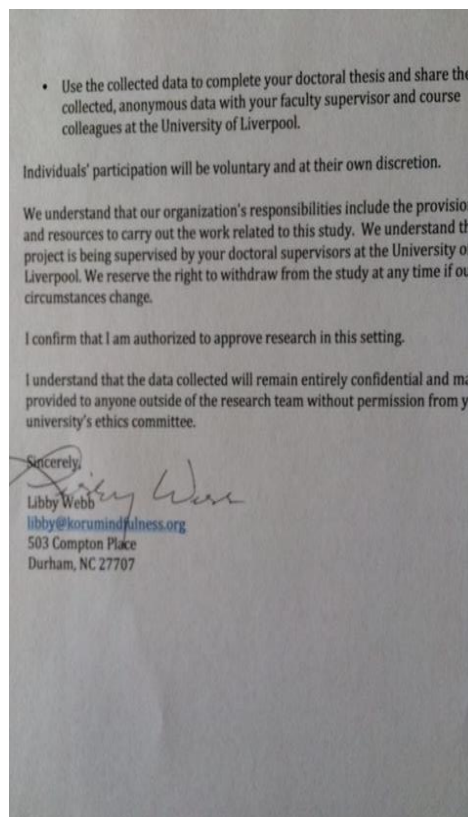 • Use the collected data to complete your doctoral thesis and share the
collected, anonymous data with your faculty supervisor and course
colleagues at the University of Liverpool.
Individuals' participation will be voluntary and at their own discretion.
We understand that our organization's responsibilities include the
and resources to carry out the work related to this study. We understand
project is being supervised by your doctoral supervisors at the University
Liverpool. We reserve the right to withdraw from the study at any time if
circumstances change.
I confirm that I am authorized to approve research in this setting.
I understand that the data collected will remain entirely confidential and
provided to anyone outside of the research team without permission from
university's ethics committee.
Sincerely,
Libby Webb
libby@korumindfulness.org
503 Compton Place
Durham, NC 27707